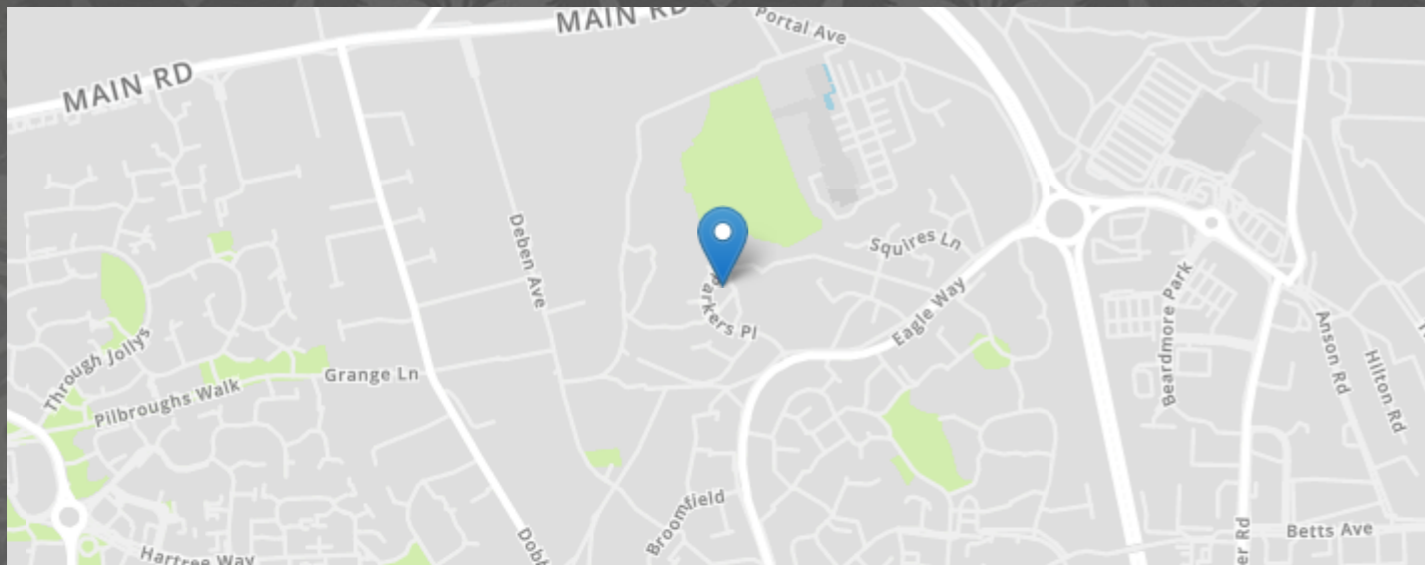 MAIN RD
Portal Ave
MAIN RD
Deben Ave
Squires Ln
Parkers Pl
Eagle Way
Beardmore Park
Anson Rd
Hilton Rd
Through Jollys
Grange Ln
Pilbroughs Walk
Broomfield
Betts Ave
Hartree Way